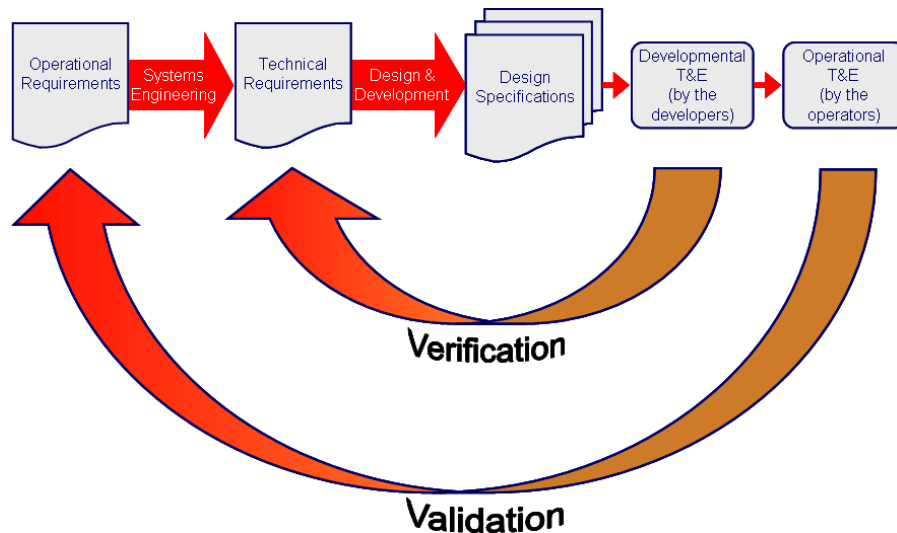 Operational
Requirements
Systems
Engineering
Technical
Requirements
Design &
Development
Design
Specifications
Developmental
T&E
(by the
developers)
Operational
T&E
(by the
operators)
Verification
Validation